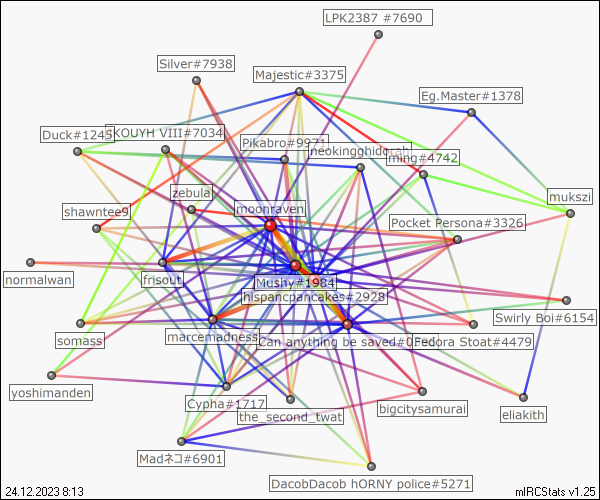 LPK2387 #7690
Silver#7938
Majestic#3375
Eg.Master#1378
Duck#1245
KOUYH VIII#7034
Pikabro#9971
neokingghidorah
ming#4742
zebulal
mukszi
shawntee9
moonraven
Pocket Persona#3326
normalwan
frisout
Mushy#1984
hispancpancakes#2928
Swirly Boi#6154
somass
marcemadness
Can anything be saved#0
Fedora Stoat#4479
yoshimanden
Cypha#1717
the_second_twat
bigcitysamurai
eliakith
Madネコ#6901
DacobDacob hORNY police#5271
24.12.2023 8:13
mIRCStats v1.25